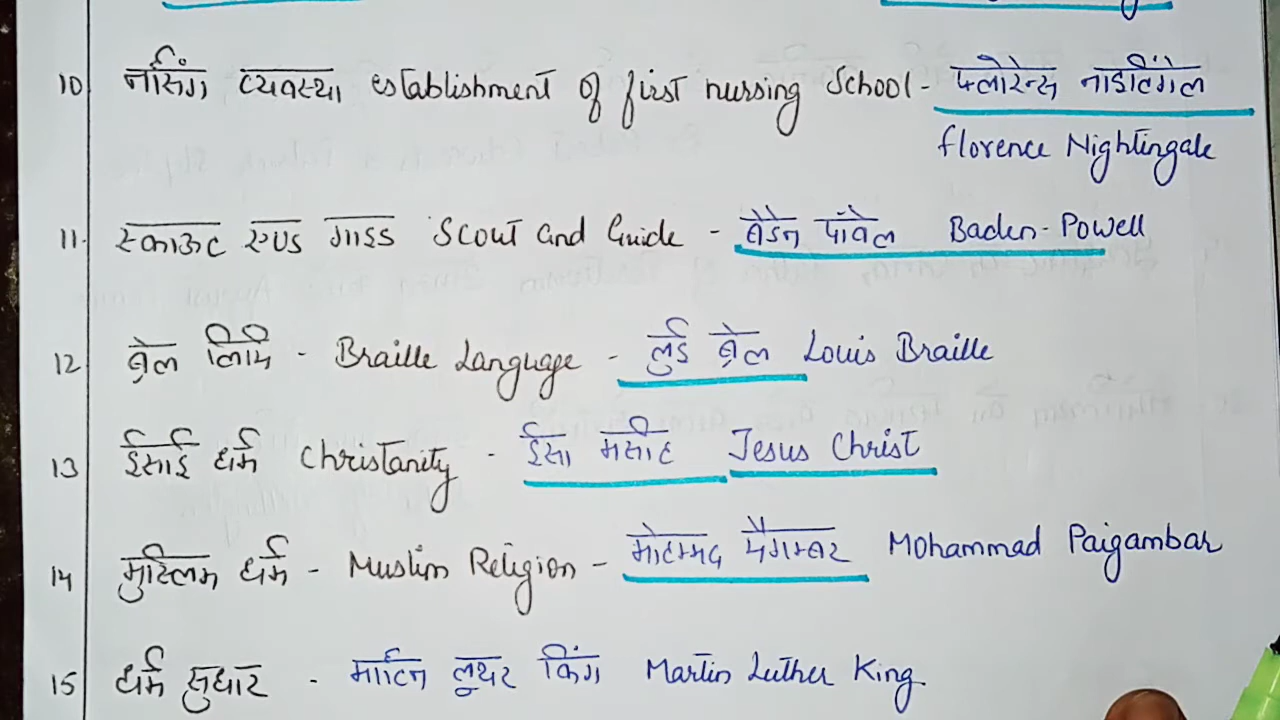 10 नर्सिंग व्यवस्था establishment of first nursing School - फ्लोरेन्स नाइटिंगेल
Florence Nightingale
11. स्काऊट एण्ड गाइड Scout and Guide - बेडेन पॉवेल Baden-Powell
12 ब्रेल लिपि - Braille Language - लुई ब्रेल Louis Braille
13 ईसाई धर्म Christanity - ईसा मसीह Jesus Christ
14 मुस्लिम धर्म - Muslim Religion - मोहम्मद पैगम्बर Mohammad Paigambar
15 धर्म सुधार - मार्टिन लूथर किंग Martin Luther King